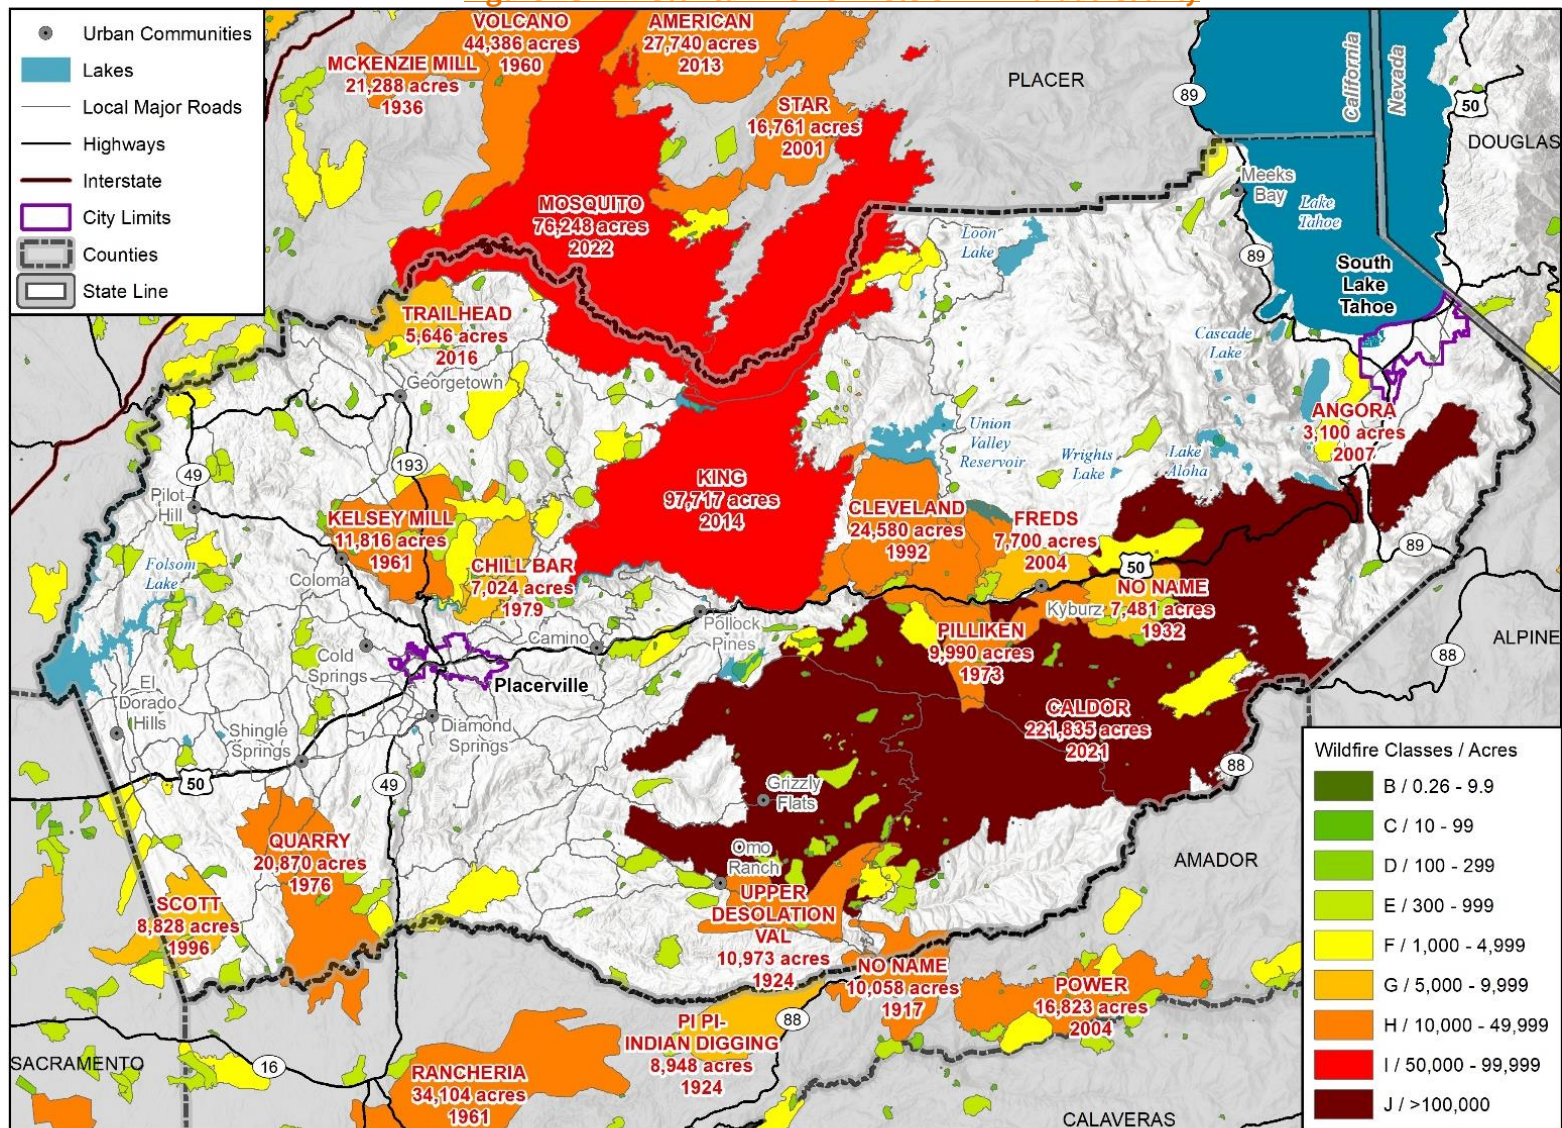 Urban Communities
Lakes
Local Major Roads
Highways
Interstate
City Limits
Counties
State Line
VOLCANO
44,386 acres
1960
AMERICAN
27,740 acres
2013
MCKENZIE MILL
21,288 acres
1936
STAR
16,761 acres
2001
PLACER
89
California
Nevada
50
DOUGLAS
MOSQUITO
76,248 acres
2022
Meeks
Bay
Lake
Tahoe
Loon
Lake
89
South
Lake
Tahoe
TRAILHEAD
5,646 acres
2016
Georgetown
Cascade
Lake
ANGORA
3,100 acres
2007
Union
Valley
Reservoir
Wrights
Lake
Lake
Aloha
49
193
Pilot
Hill
KING
97,717 acres
2014
KELSEY MILL
11,816 acres
1961
CLEVELAND
24,580 acres
1992
FREDS
7,700 acres
2004
CHILL BAR
7,024 acres
1979
50
89
Folsom
Lake
Coloma
NO NAME
7,481 acres
1932
Kyburz
Pollock
Pines
Camino
PILLIKEN
9,990 acres
1973
ALPINE
88
Cold
Springs
Placerville
El
Dorado
Hills
Shingle
Springs
Diamond
Springs
CALDOR
221,835 acres
2021
50
49
88
Grizzly
Flats
QUARRY
20,870 acres
1976
Omo
Ranch
AMADOR
SCOTT
8,828 acres
1996
UPPER
DESOLATION
VAL
10,973 acres
1924
NO NAME
10,058 acres
1917
POWER
16,823 acres
2004
PI PI-
INDIAN DIGGING
8,948 acres
1924
88
SACRAMENTO
16
RANCHERIA
34,104 acres
1961
CALAVERAS
Wildfire Classes / Acres
B / 0.26 - 9.9
C / 10 - 99
D / 100 - 299
E / 300 - 999
F / 1,000 - 4,999
G / 5,000 - 9,999
H / 10,000 - 49,999
I / 50,000 - 99,999
J / >100,000